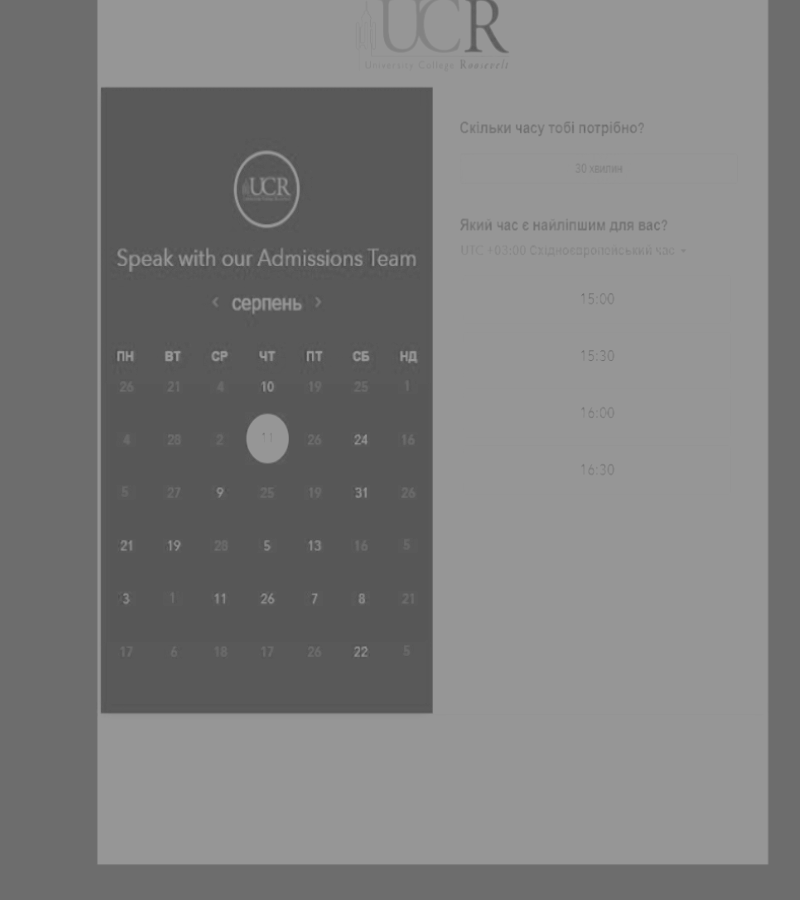 UCR
University College Roosevelt
UCR
Speak with our Admissions Team
‹ серпень ›
ПН ВТ СР ЧТ ПТ СБ НД
26 21 4 10 19 25 1
4 28 2 11 26 24 16
5 27 9 25 19 31 26
21 19 28 5 13 16 5
3 1 11 26 7 8 21
17 6 18 17 26 22 5
Скільки часу тобі потрібно?
30 хвилин
Який час є найліпшим для вас?
UTC +03:00 Східноєвропейський час
15:00
15:30
16:00
16:30